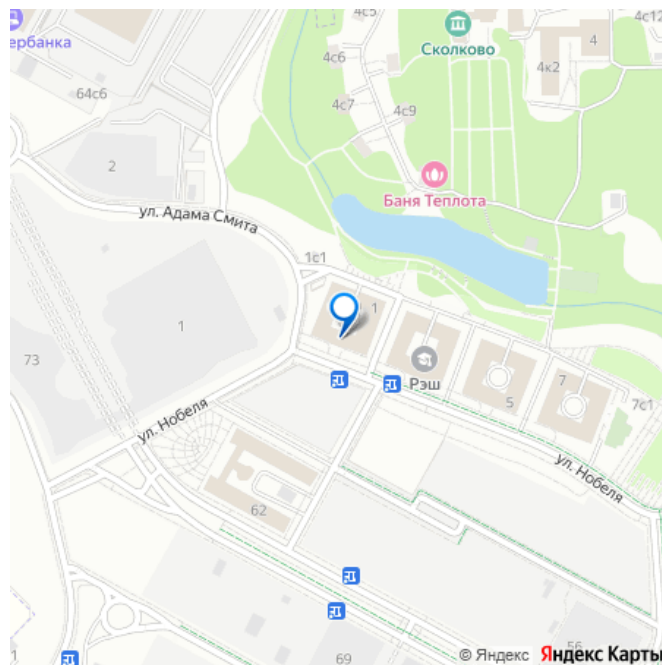 4с5
4с12
ербанка
Сколково
4
4с6
4к2
64с6
4с7
4с9
2
Баня Теплота
ул. Адама Смита
1с1
1
1
73
РЭШ
7
5
7с1
ул. Нобеля
ул. Нобеля
62
69
56
1
© Яндекс Яндекс Карты